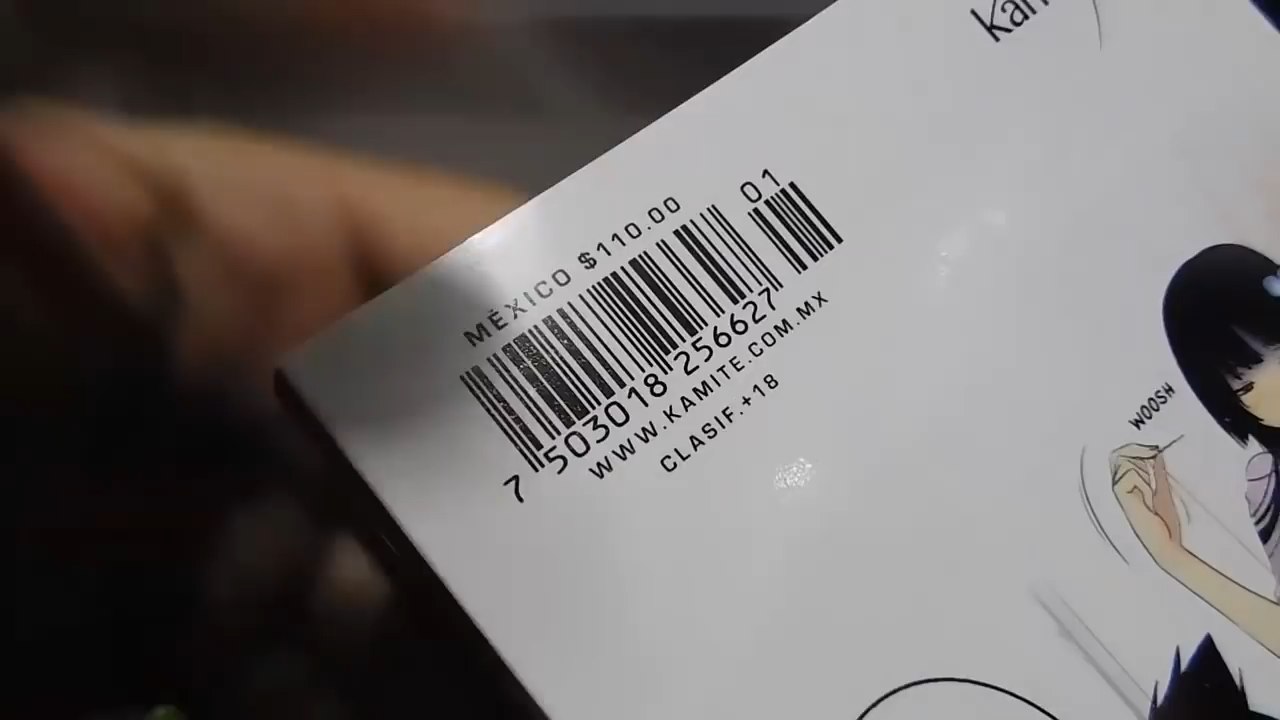 MÉXICO $110.00
01
7 503018 256627
WWW.KAMITE.COM.MX
CLASIF.+18
WOOSH